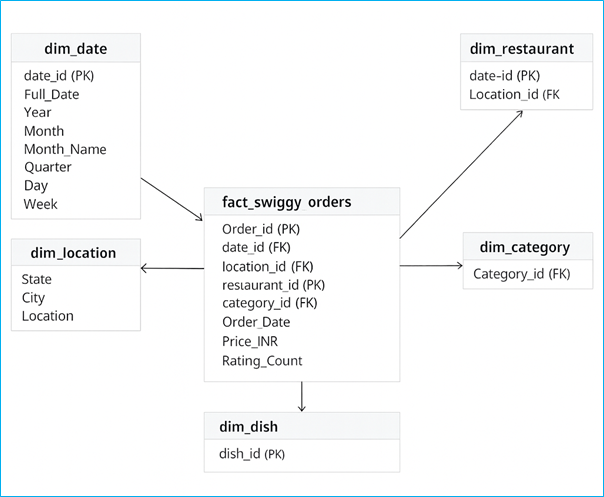 dim_date
date_id (PK)
Full_Date
Year
Month
Month_Name
Quarter
Day
Week
dim_location
State
City
Location
fact_swiggy_orders
Order_id (PK)
date_id (FK)
location_id (FK)
restaurant_id (PK)
category_id (FK)
Order_Date
Price_INR
Rating_Count
dim_dish
dish_id (PK)
dim_restaurant
date-id (PK)
Location_id (FK
dim_category
Category_id (FK)